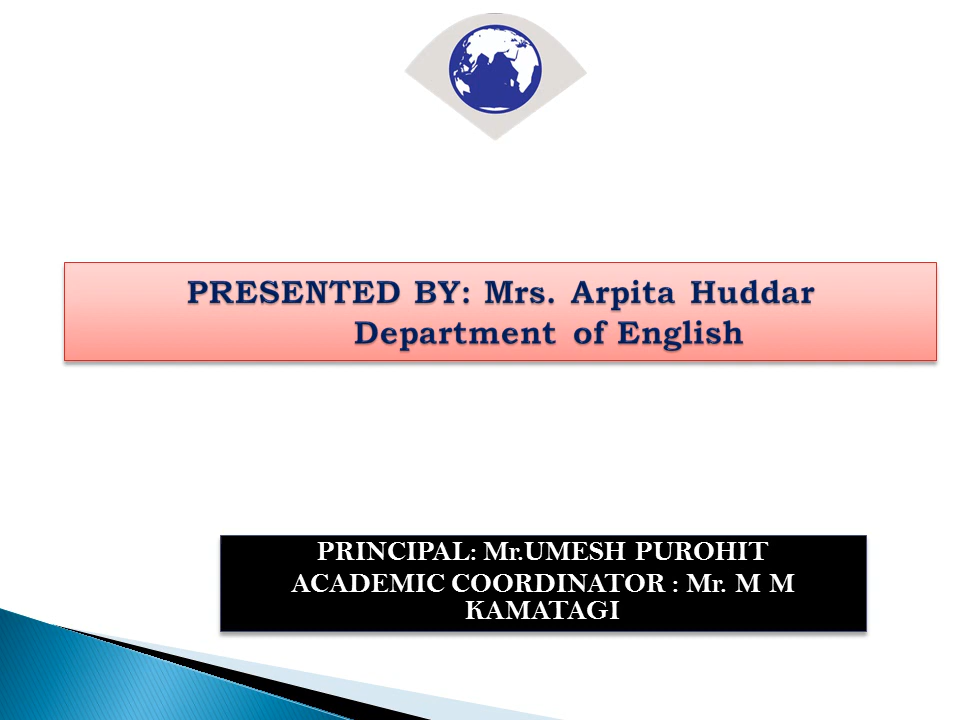 PRESENTED BY: Mrs. Arpita Huddar
Department of English
PRINCIPAL: Mr.UMESH PUROHIT
ACADEMIC COORDINATOR : Mr. M M
KAMATAGI